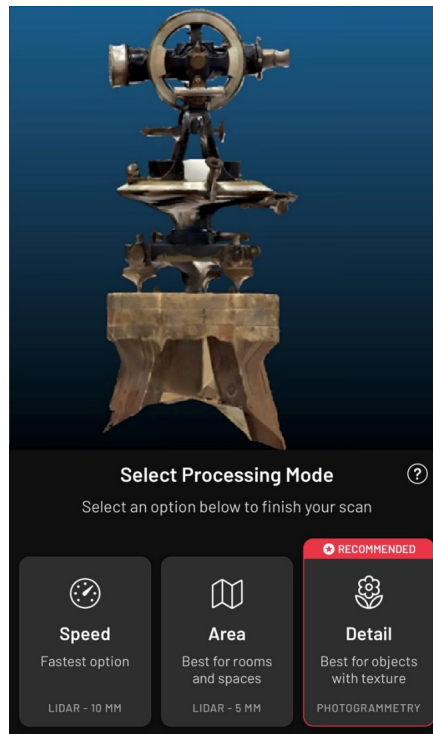 Select Processing Mode
?
Select an option below to finish your scan
RECOMMENDED
Speed
Fastest option
LIDAR - 10 MM
Area
Best for rooms
and spaces
LIDAR - 5 MM
Detail
Best for objects
with texture
PHOTOGRAMMETRY